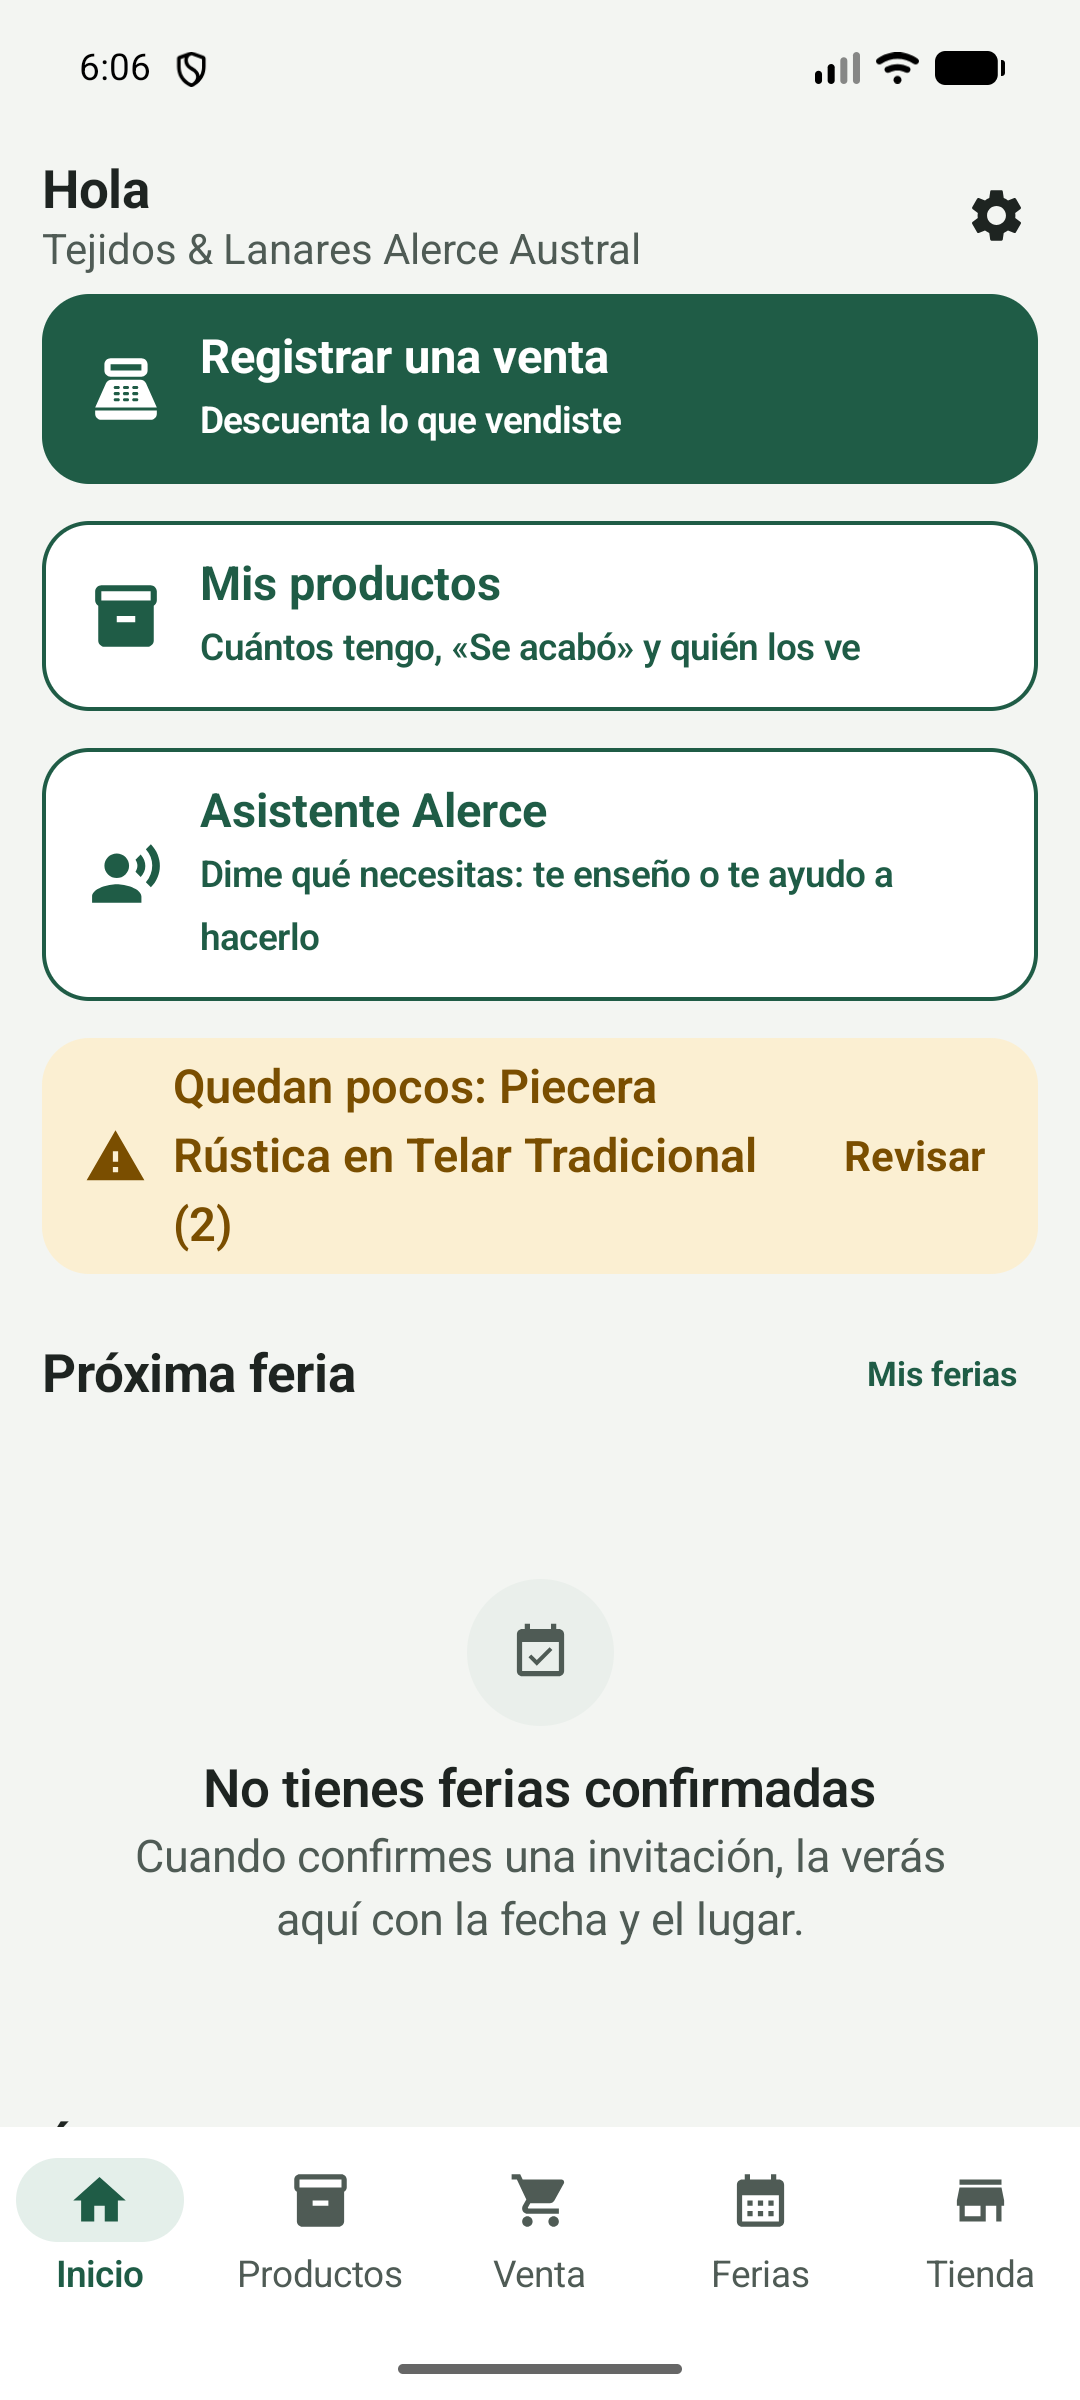 6:06
Hola
Tejidos & Lanares Alerce Austral
Registrar una venta
Descuenta lo que vendiste
Mis productos
Cuántos tengo, «Se acabó» y quién los ve
Asistente Alerce
Dime qué necesitas: te enseño o te ayudo a
hacerlo
Quedan pocos: Piecera
Rústica en Telar Tradicional
(2)
Revisar
Próxima feria
Mis ferias
No tienes ferias confirmadas
Cuando confirmes una invitación, la verás
aquí con la fecha y el lugar.
Inicio
Productos
Venta
Ferias
Tienda